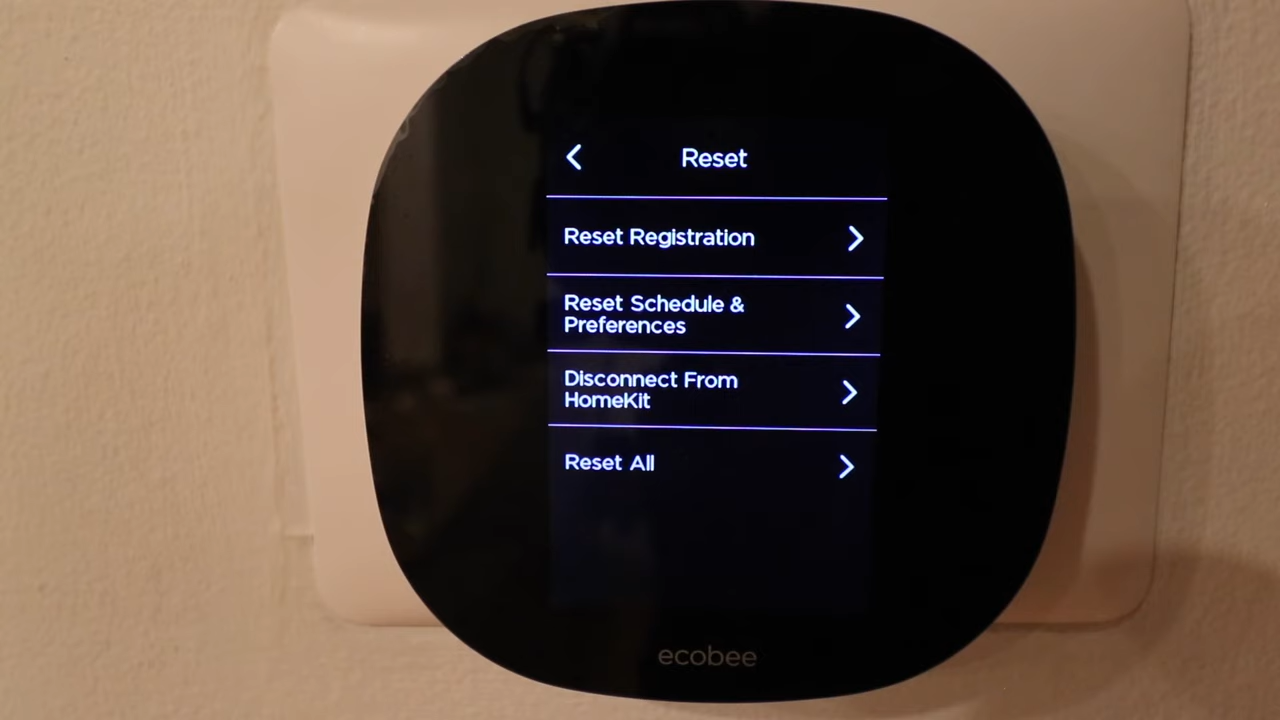 Reset
Reset Registration
Reset Schedule &
Preferences
Disconnect From
HomeKit
Reset All
ecobee